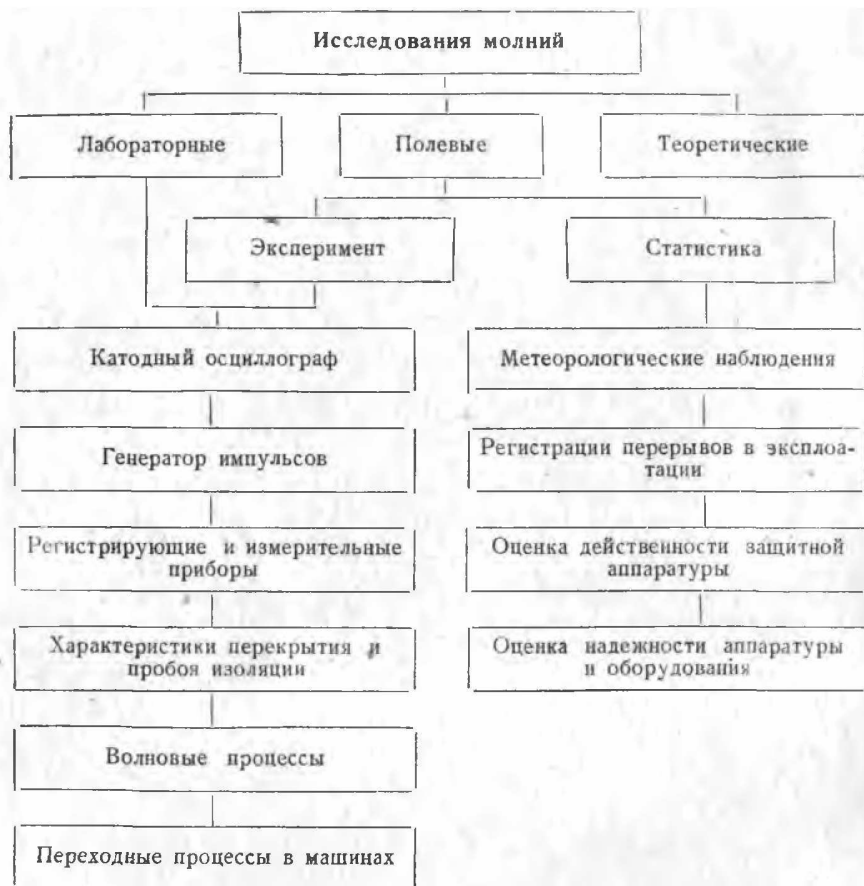 Исследования молний
Лабораторные
Полевые
Теоретические
Эксперимент
Статистика
Катодный осциллограф
Метеорологические наблюдения
Генератор импульсов
Регистрации перерывов в эксплоа-
тации
Регистрирующие и измерительные
приборы
Оценка действенности защитной
аппаратуры
Характеристики перекрытия и
пробоя изоляции
Оценка надежности аппаратуры
и оборудования
Волновые процессы
Переходные процессы в машинах